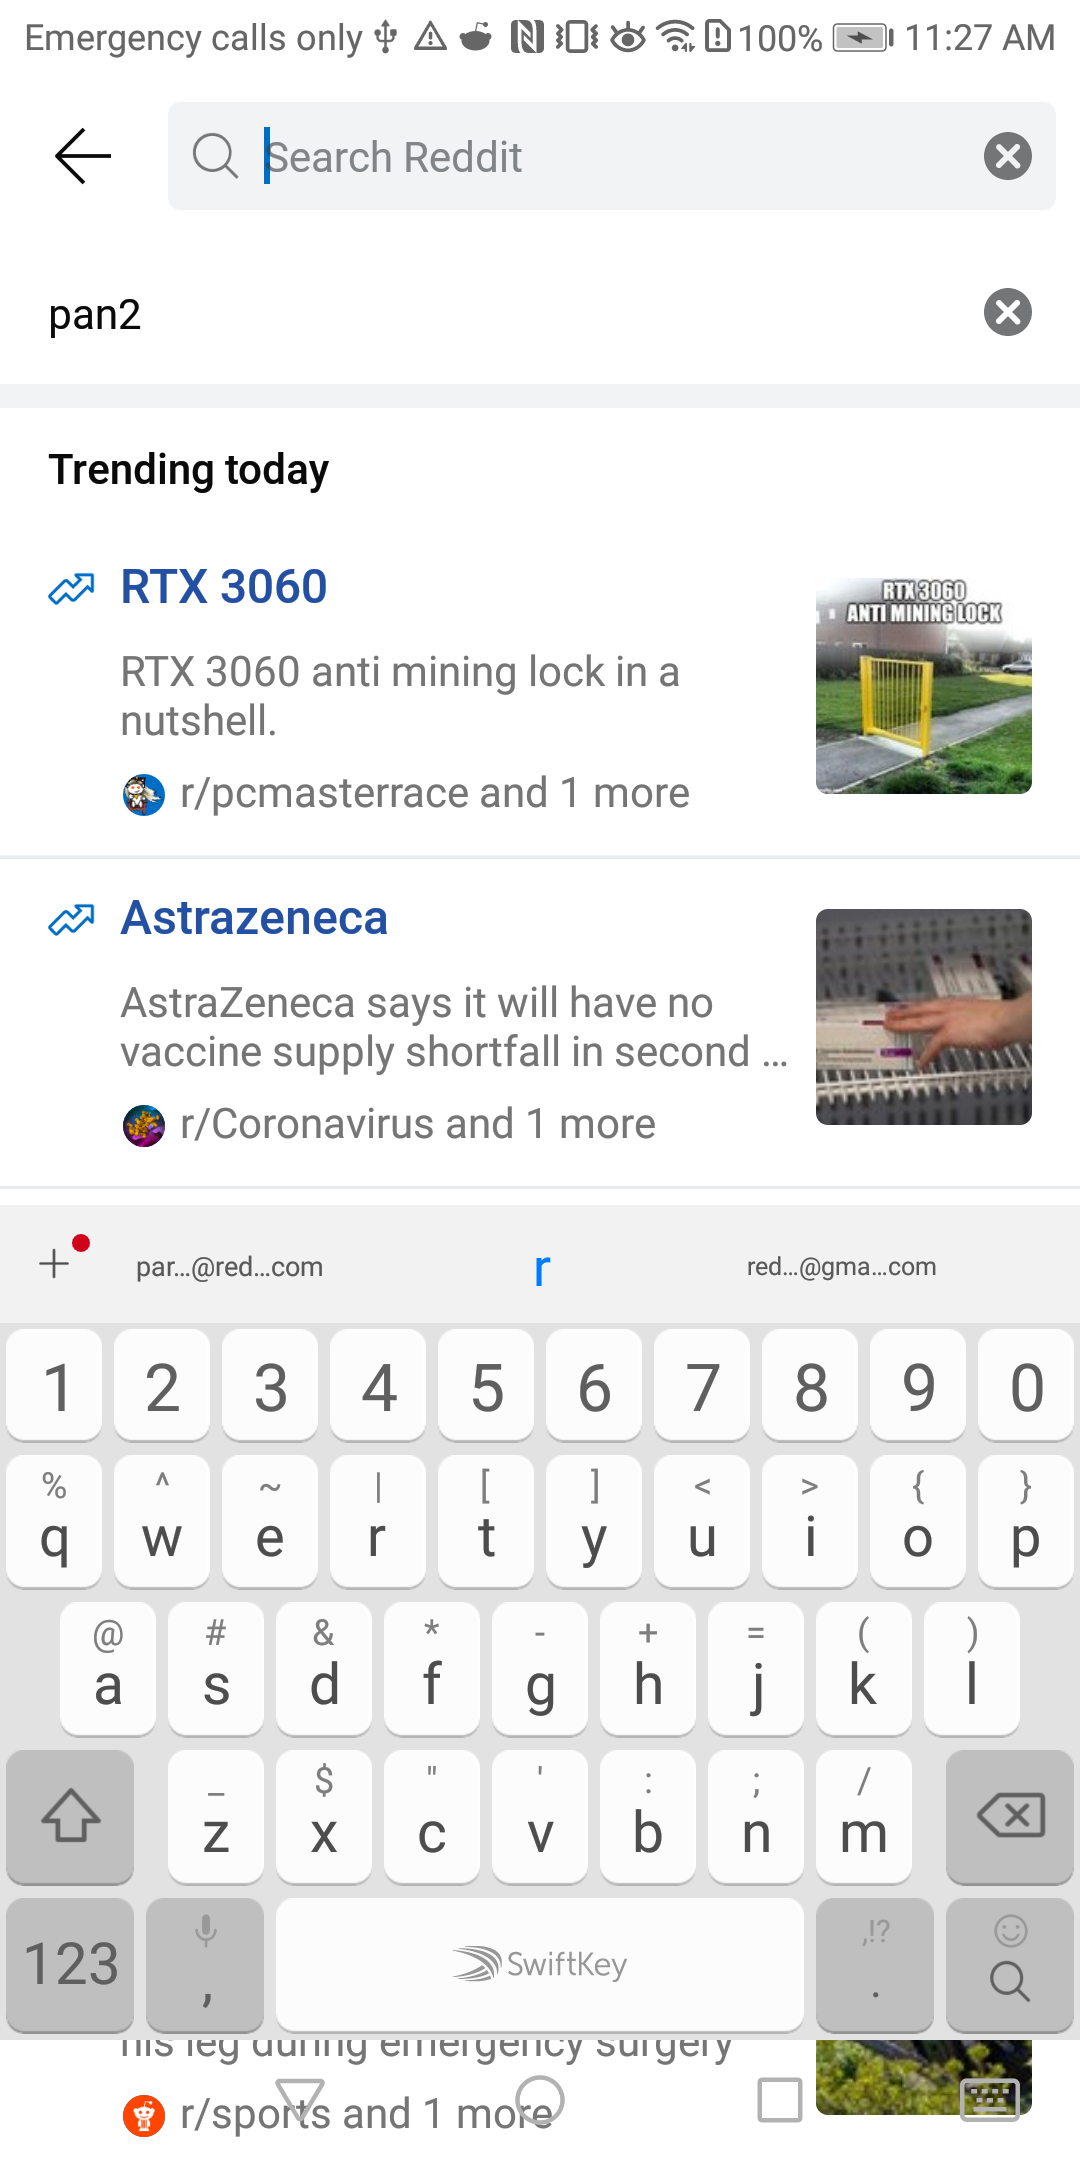 Emergency calls only 100% 11:27 AM
Search Reddit
pan2
Trending today
RTX 3060
RTX 3060 anti mining lock in a
nutshell.
r/pcmasterrace and 1 more
RTX 3060
ANTI MINING LOCK
Astrazeneca
AstraZeneca says it will have no
vaccine supply shortfall in second ...
r/Coronavirus and 1 more
par...@red...com r red...@gma...com
1 2 3 4 5 6 7 8 9 0
% ^ ~ | [ ] < > { }
q w e r t y u i o p
@ # & * - + = ( )
a s d f g h j k l
_ $ " ' : ; /
z x c v b n m
,!?
123 , SwiftKey .
his leg during emergency surgery
r/sports and 1 more